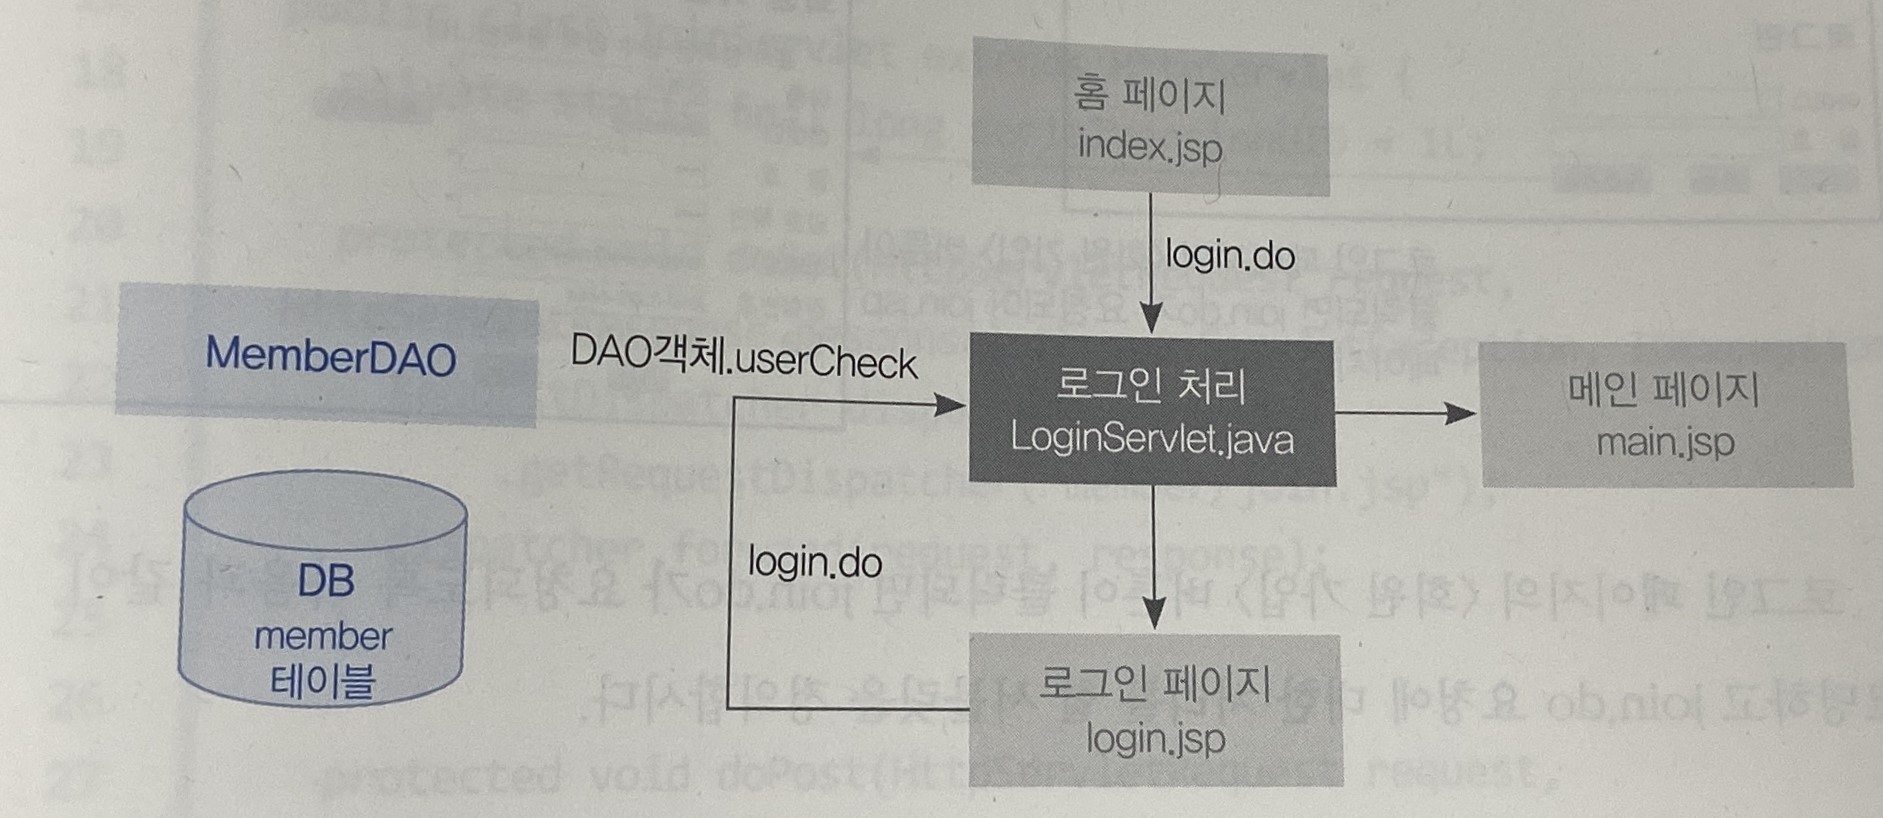 홈 페이지
index.jsp
login.do
MemberDAO
DAO객체.userCheck
로그인 처리
LoginServlet.java
메인 페이지
main.jsp
login.do
DB
member
테이블
로그인 페이지
login.jsp